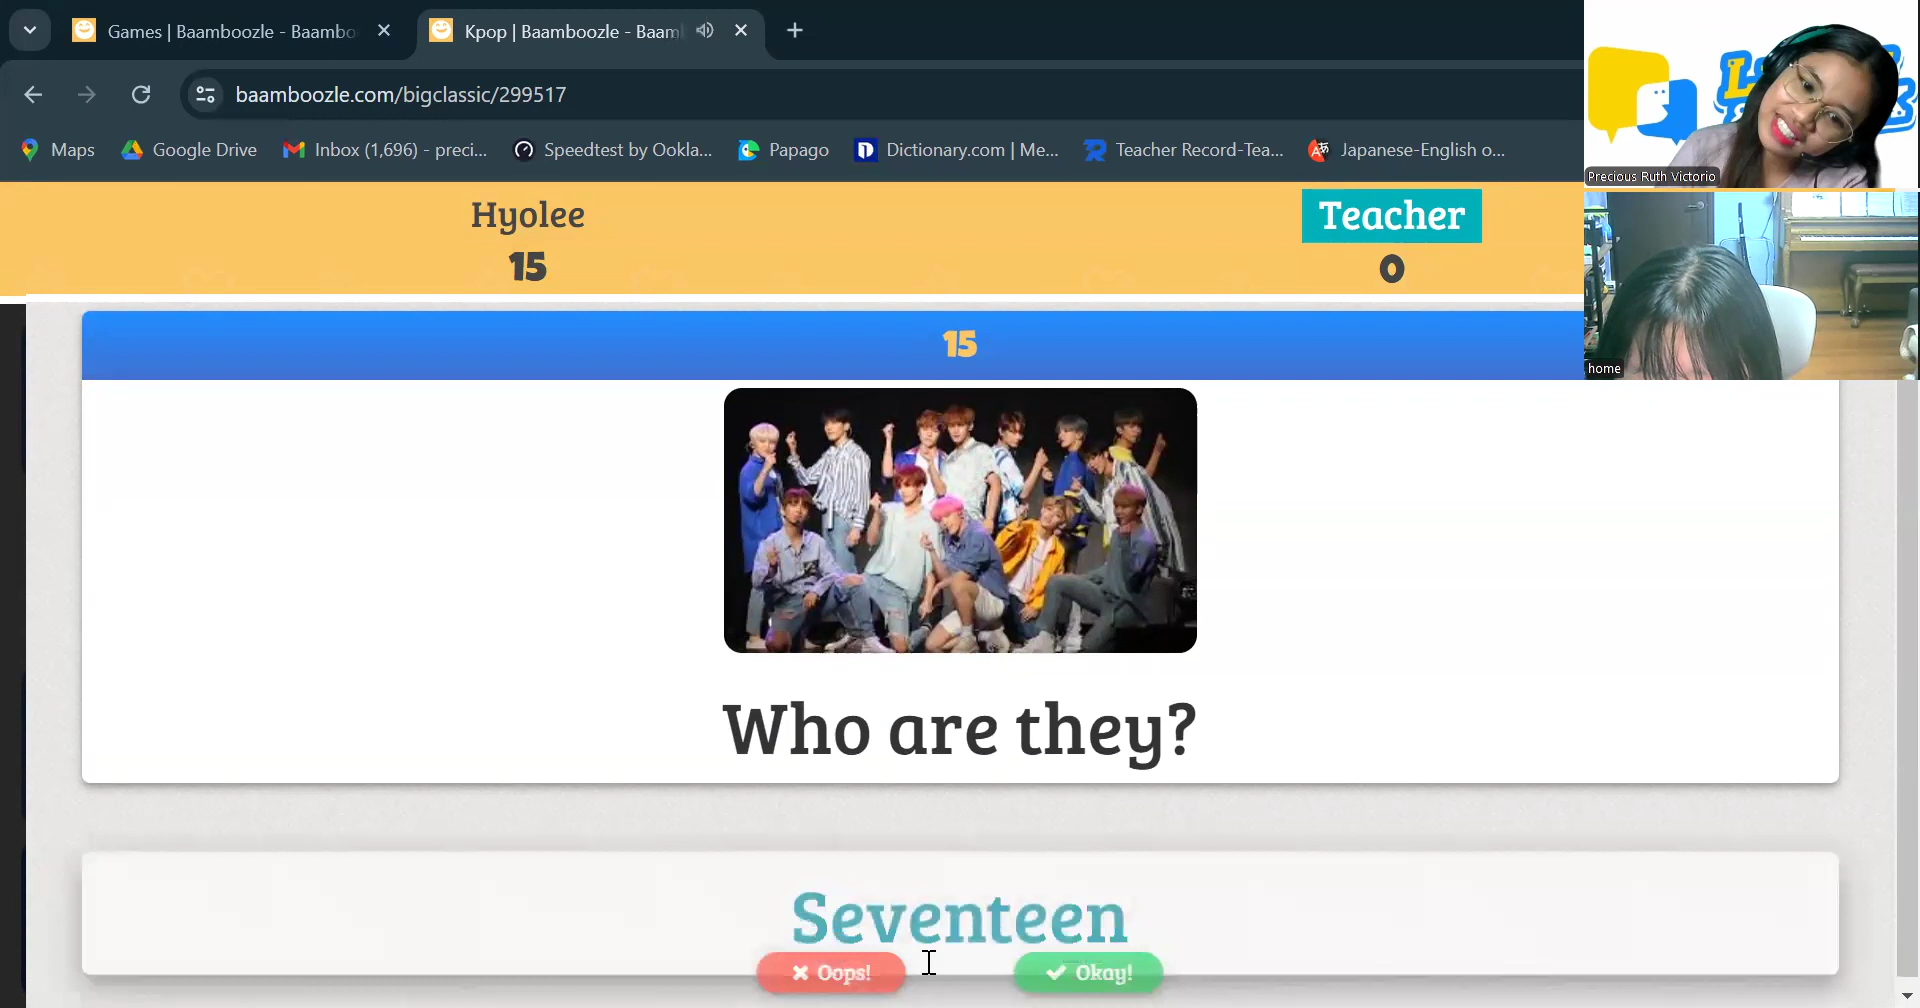 Games | Baamboozle - Baambo
Kpop | Baamboozle - Baam
baamboozle.com/bigclassic/299517
Maps
Google Drive
Inbox (1,696) - preci...
Speedtest by Ookla...
Papago
Dictionary.com | Me...
Teacher Record-Tea...
Japanese-English o...
Precious Ruth Victorio
home
Hyolee
15
Teacher
0
15
Who are they?
Seventeen
Oops!
Okay!